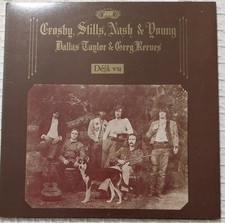 Crosby, Stills, Nash & Young
Dallas Taylor & Greg Reeves
Déjà vu